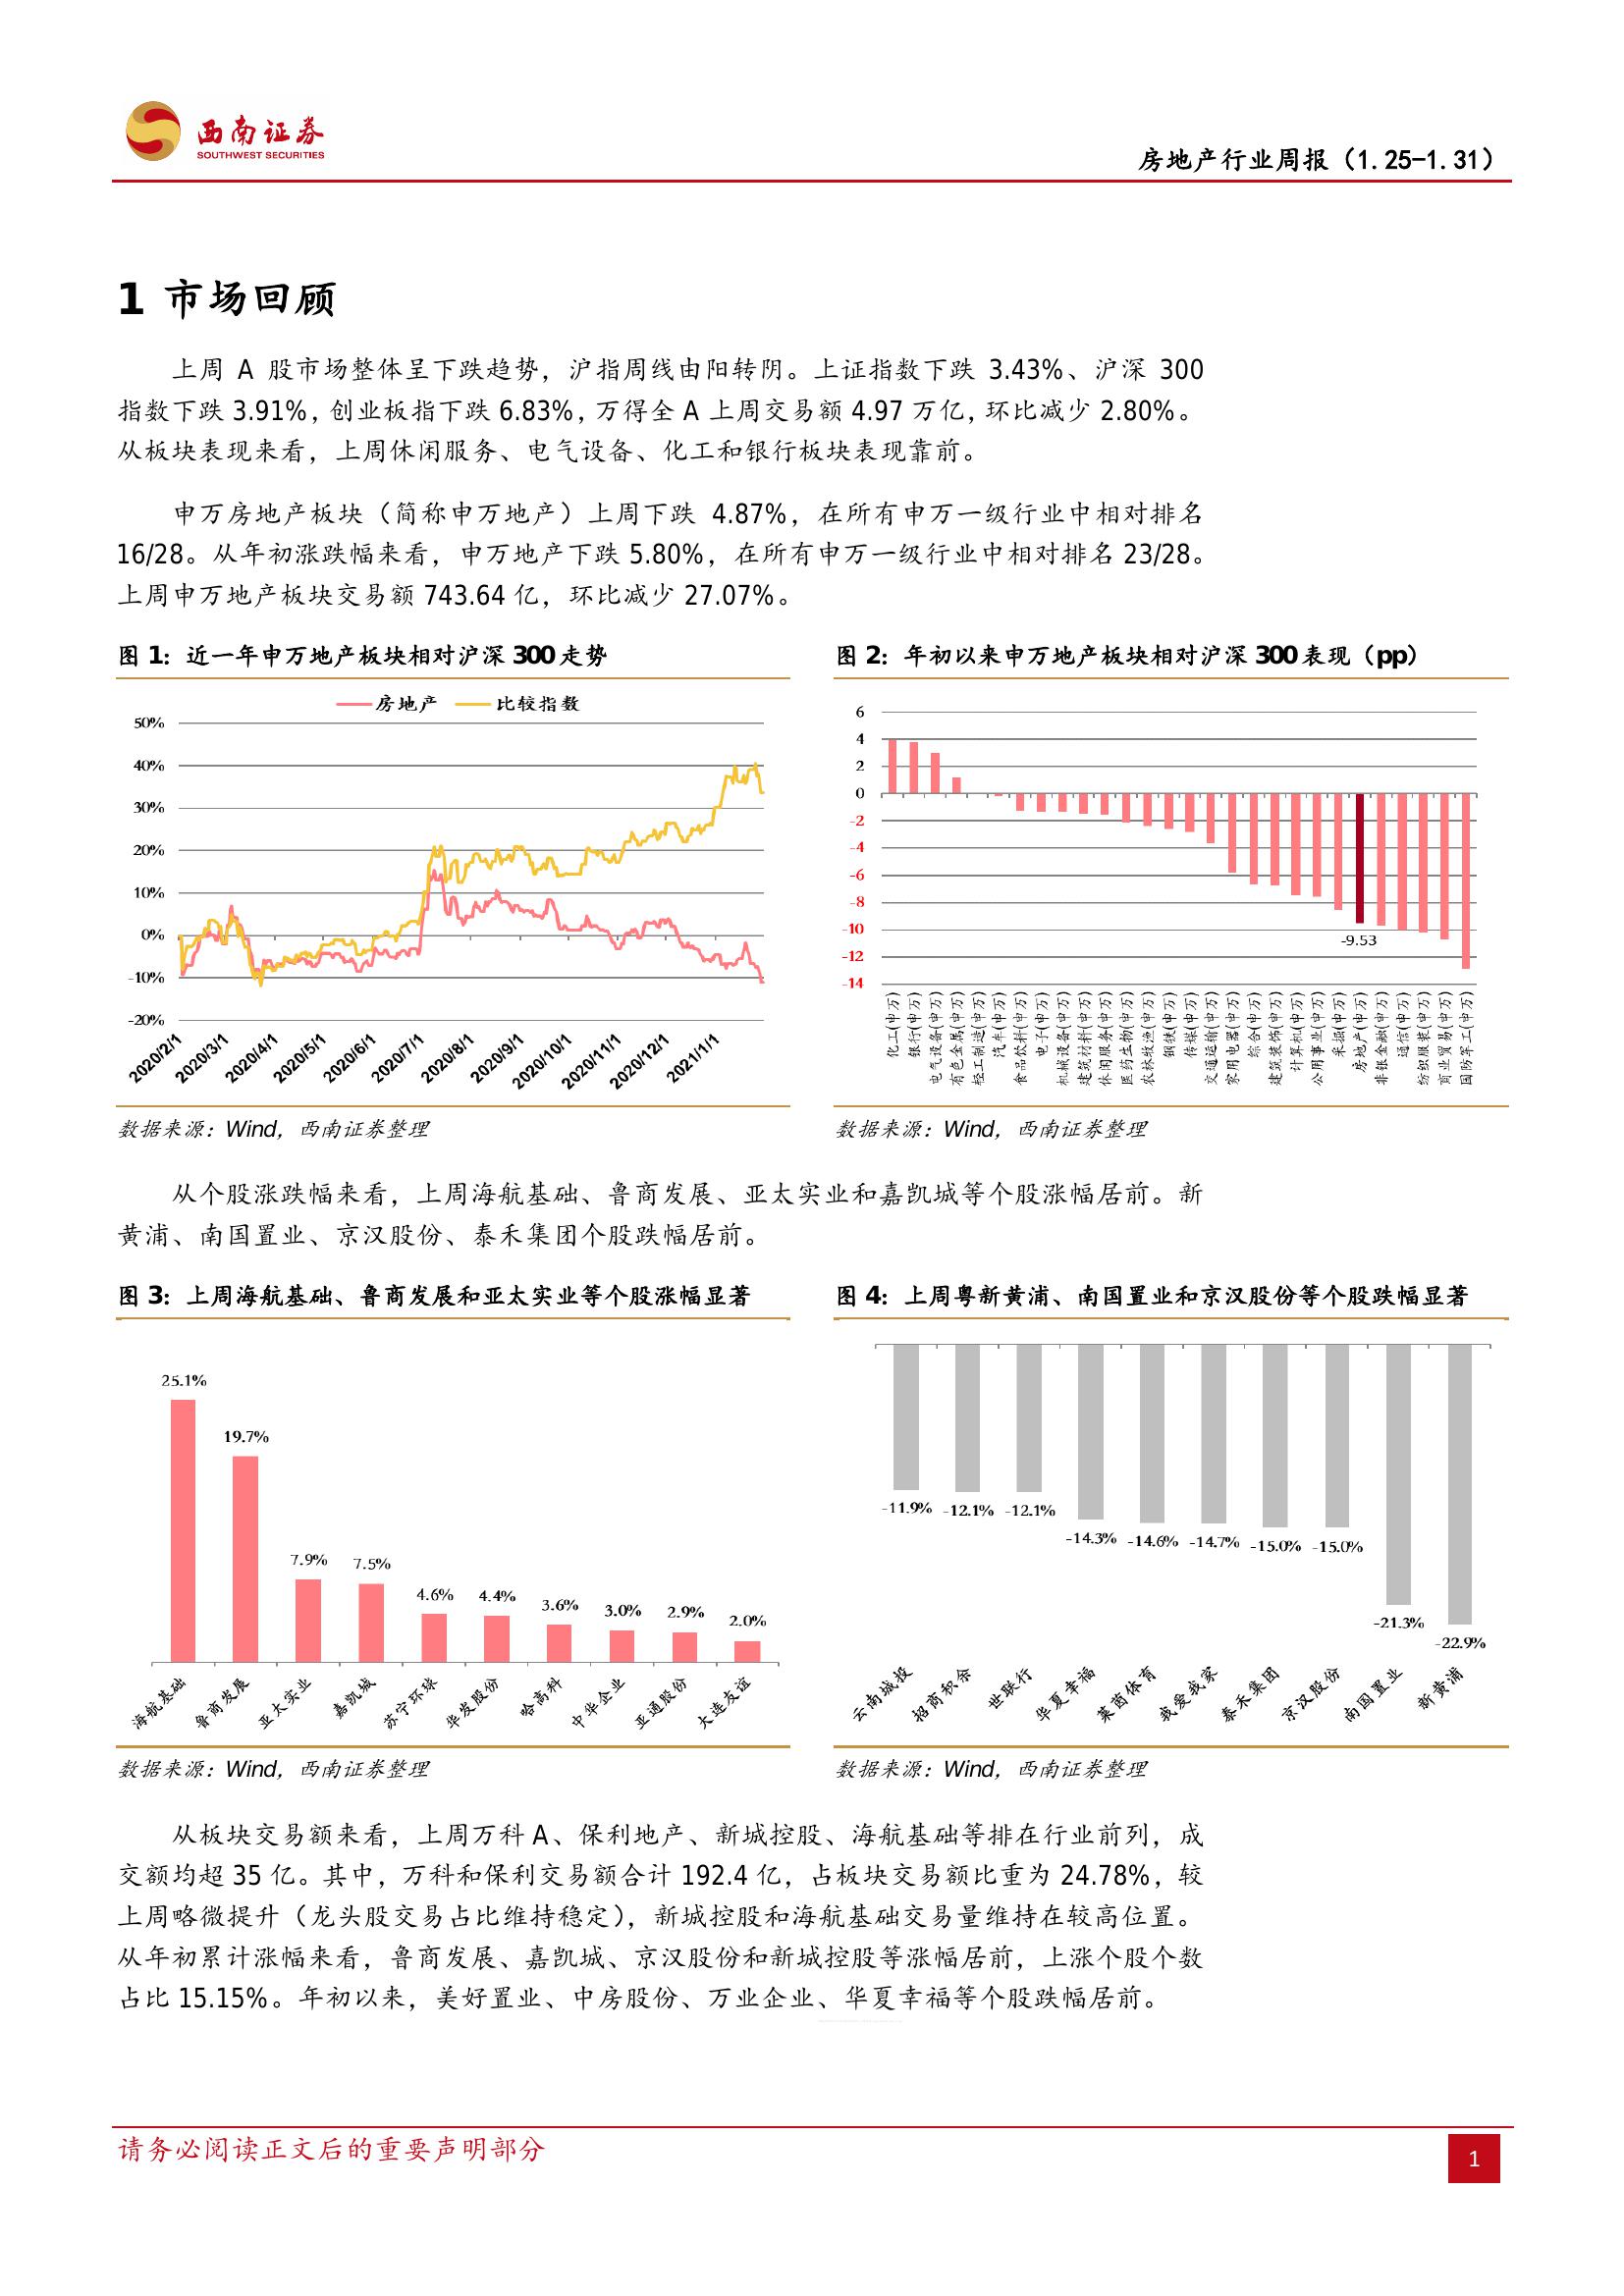 西南证券
SOUTHWEST SECURITIES
房地产行业周报（1.25-1.31）
1 市场回顾
上周 A 股市场整体呈下跌趋势，沪指周线由阳转阴。上证指数下跌 3.43%、沪深 300
指数下跌 3.91%，创业板指下跌 6.83%，万得全 A 上周交易额 4.97 万亿，环比减少 2.80%。
从板块表现来看，上周休闲服务、电气设备、化工和银行板块表现靠前。
申万房地产板块（简称申万地产）上周下跌 4.87%，在所有申万一级行业中相对排名
16/28。从年初涨跌幅来看，申万地产下跌 5.80%，在所有申万一级行业中相对排名 23/28。
上周申万地产板块交易额 743.64 亿，环比减少 27.07%。
图 1：近一年申万地产板块相对沪深 300 走势
房地产 比较指数
50%
40%
30%
20%
10%
0%
-10%
-20%
2020/2/1 2020/3/1 2020/4/1 2020/5/1 2020/6/1 2020/7/1 2020/8/1 2020/9/1 2020/10/1 2020/11/1 2020/12/1 2021/1/1
数据来源：Wind，西南证券整理
图 2：年初以来申万地产板块相对沪深 300 表现（pp）
6
4
2
0
-2
-4
-6
-8
-10
-12
-14
-9.53
化工(申万) 银行(申万) 电气设备(申万) 有色金属(申万) 轻工制造(申万) 汽车(申万) 食品饮料(申万) 电子(申万) 机械设备(申万) 建筑材料(申万) 休闲服务(申万) 医药生物(申万) 农林牧渔(申万) 钢铁(申万) 传媒(申万) 交通运输(申万) 家用电器(申万) 综合(申万) 建筑装饰(申万) 计算机(申万) 公用事业(申万) 采掘(申万) 房地产(申万) 非银金融(申万) 通信(申万) 纺织服装(申万) 商业贸易(申万) 国防军工(申万)
数据来源：Wind，西南证券整理
从个股涨跌幅来看，上周海航基础、鲁商发展、亚太实业和嘉凯城等个股涨幅居前。新
黄浦、南国置业、京汉股份、泰禾集团个股跌幅居前。
图 3：上周海航基础、鲁商发展和亚太实业等个股涨幅显著
25.1% 19.7% 7.9% 7.5% 4.6% 4.4% 3.6% 3.0% 2.9% 2.0%
海航基础 鲁商发展 亚太实业 嘉凯城 苏宁环球 华发股份 哈高科 中华企业 亚通股份 大连友谊
数据来源：Wind，西南证券整理
图 4：上周粤新黄浦、南国置业和京汉股份等个股跌幅显著
-11.9% -12.1% -12.1% -14.3% -14.6% -14.7% -15.0% -15.0% -21.3% -22.9%
云南城投 招商积余 世联行 华夏幸福 莱茵体育 我爱我家 泰禾集团 京汉股份 南国置业 新黄浦
数据来源：Wind，西南证券整理
从板块交易额来看，上周万科 A、保利地产、新城控股、海航基础等排在行业前列，成
交额均超 35 亿。其中，万科和保利交易额合计 192.4 亿，占板块交易额比重为 24.78%，较
上周略微提升（龙头股交易占比维持稳定），新城控股和海航基础交易量维持在较高位置。
从年初累计涨幅来看，鲁商发展、嘉凯城、京汉股份和新城控股等涨幅居前，上涨个股个数
占比 15.15%。年初以来，美好置业、中房股份、万业企业、华夏幸福等个股跌幅居前。
请务必阅读正文后的重要声明部分
1